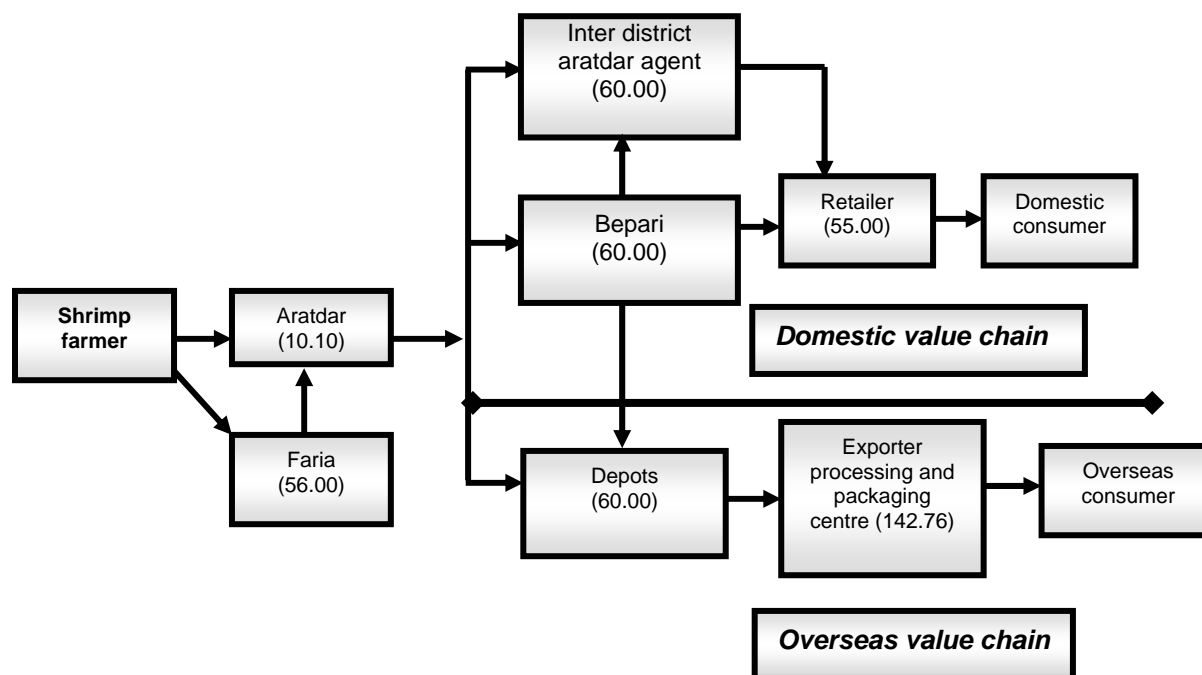 Inter district
aratdar agent
(60.00)
Bepari
(60.00)
Retailer
(55.00)
Domestic
consumer
Shrimp
farmer
Aratdar
(10.10)
Domestic value chain
Faria
(56.00)
Depots
(60.00)
Exporter
processing and
packaging
centre (142.76)
Overseas
consumer
Overseas value chain